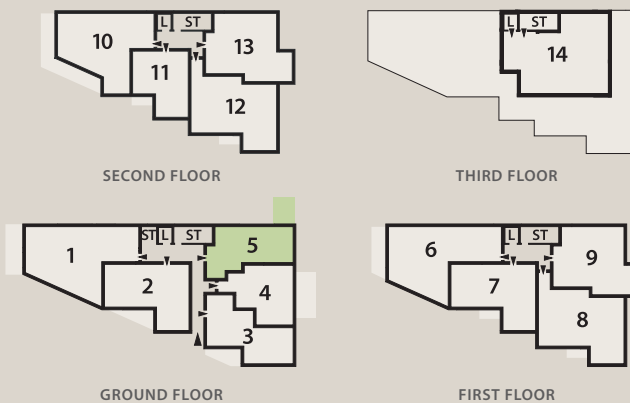 L ST
10
13
11
12
SECOND FLOOR
L ST
14
THIRD FLOOR
ST L ST
1
5
2
4
3
GROUND FLOOR
L ST
6
9
7
8
FIRST FLOOR